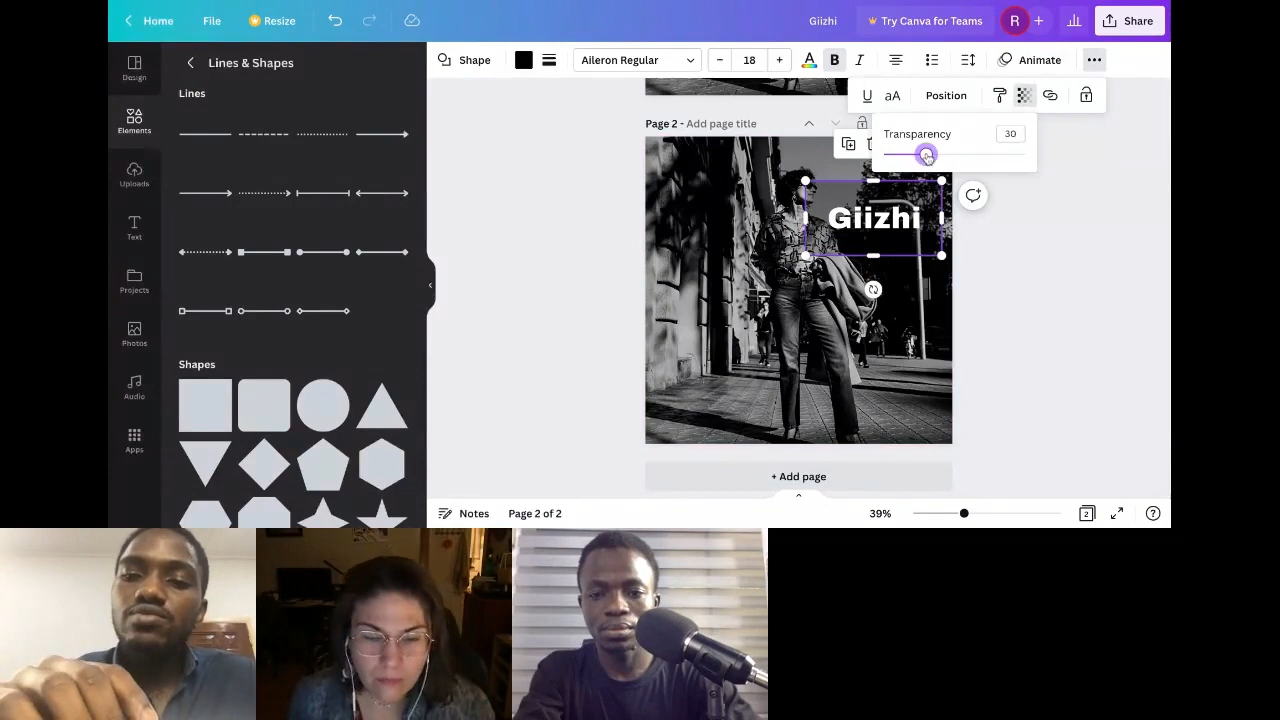 Home File Resize Giizhi Try Canva for Teams R + Share
Lines & Shapes Shape Aileron Regular – 18 + A B I Animate
Design
Lines
U aA Position
Elements
Page 2 - Add page title
Transparency 30
Uploads
Text
Giizhi
Projects
Photos
Shapes
Audio
Apps
+ Add page
Notes Page 2 of 2 39% 2 ?